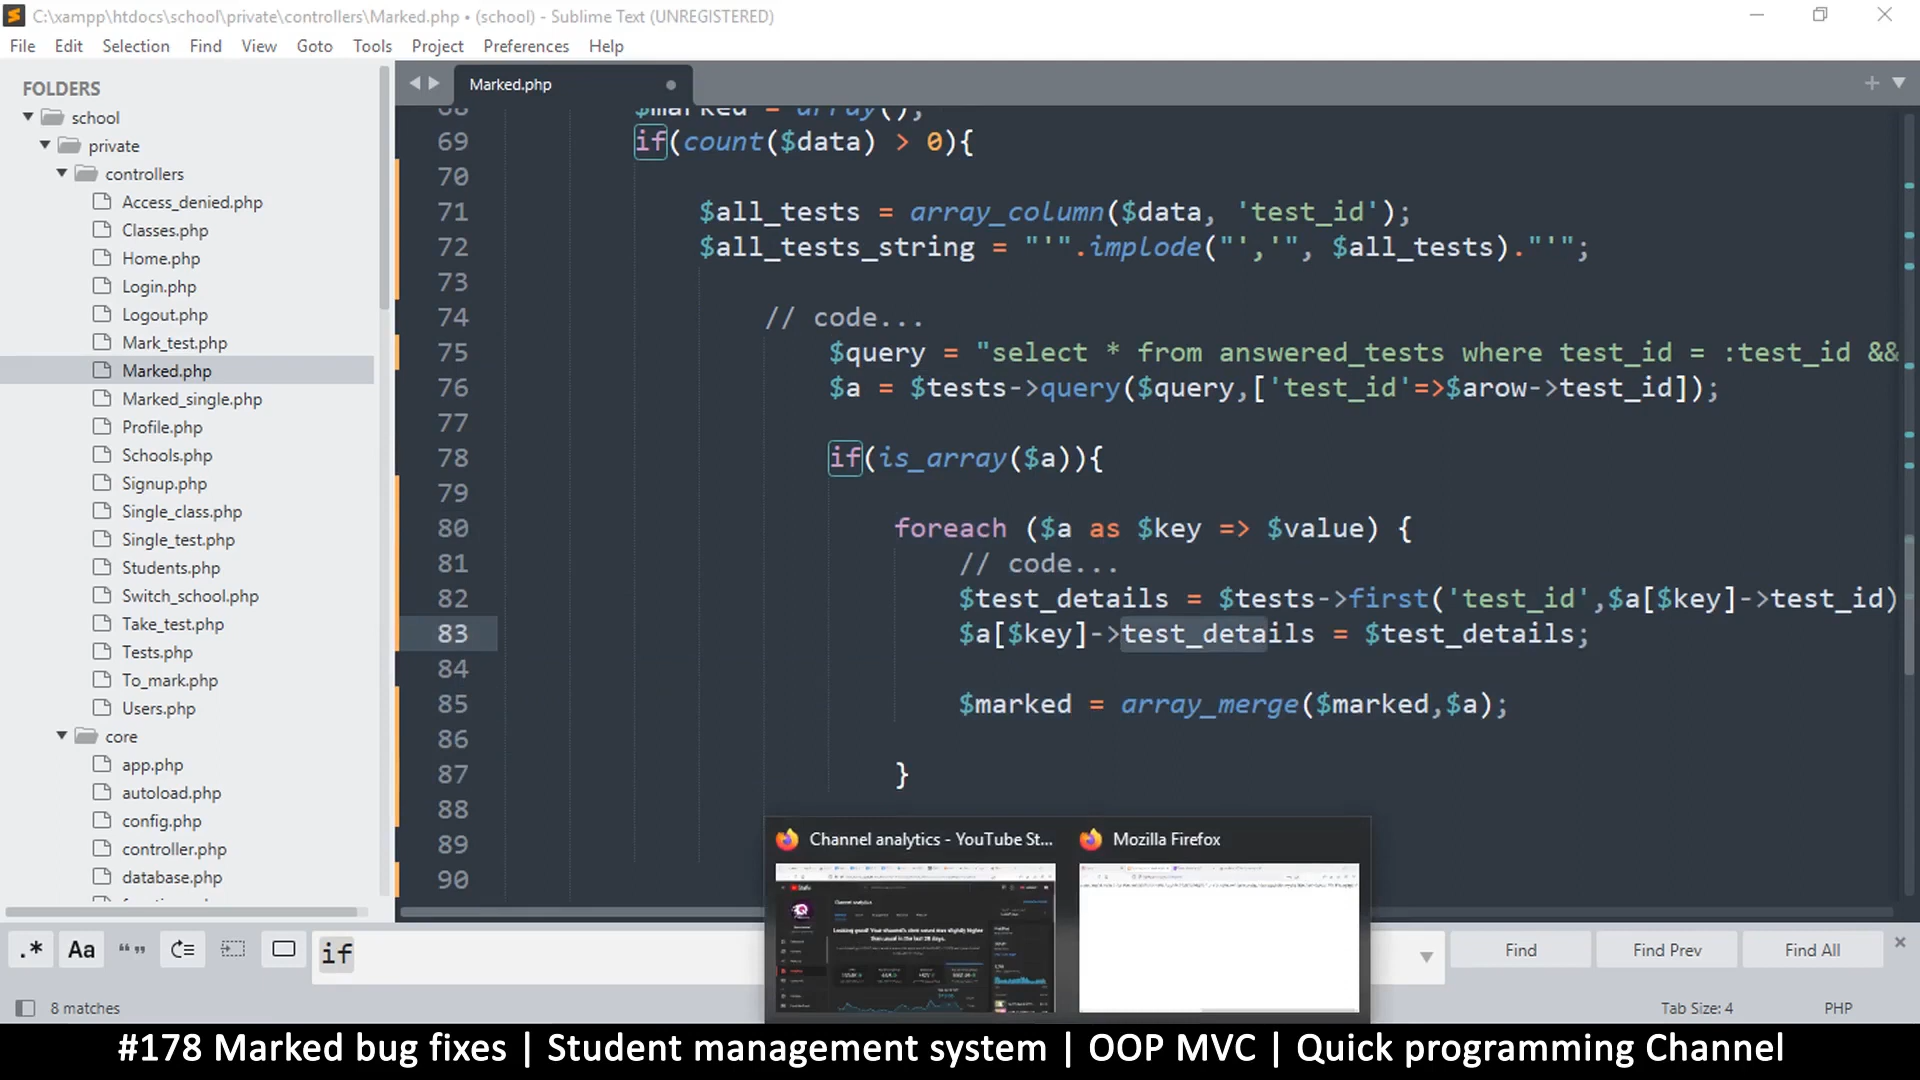 C:\xampp\htdocs\school\private\controllers\Marked.php • (school) - Sublime Text (UNREGISTERED)
File Edit Selection Find View Goto Tools Project Preferences Help
FOLDERS
school
private
controllers
Access_denied.php
Classes.php
Home.php
Login.php
Logout.php
Mark_test.php
Marked.php
Marked_single.php
Profile.php
Schools.php
Signup.php
Single_class.php
Single_test.php
Students.php
Switch_school.php
Take_test.php
Tests.php
To_mark.php
Users.php
core
app.php
autoload.php
config.php
controller.php
database.php
Marked.php
68 $marked = array();
69 if(count($data) > 0){
70
71 $all_tests = array_column($data, 'test_id');
72 $all_tests_string = "'".implode("','", $all_tests)."'";
73
74 // code...
75 $query = "select * from answered_tests where test_id = :test_id &&
76 $a = $tests->query($query,['test_id'=>$arow->test_id]);
77
78 if(is_array($a)){
79
80 foreach ($a as $key => $value) {
81 // code...
82 $test_details = $tests->first('test_id',$a[$key]->test_id)
83 $a[$key]->test_details = $test_details;
84
85 $marked = array_merge($marked,$a);
86
87 }
88
89
90
Channel analytics - YouTube St...
Mozilla Firefox
.* Aa “” if
Find Find Prev Find All
8 matches
Tab Size: 4 PHP
#178 Marked bug fixes | Student management system | OOP MVC | Quick programming Channel